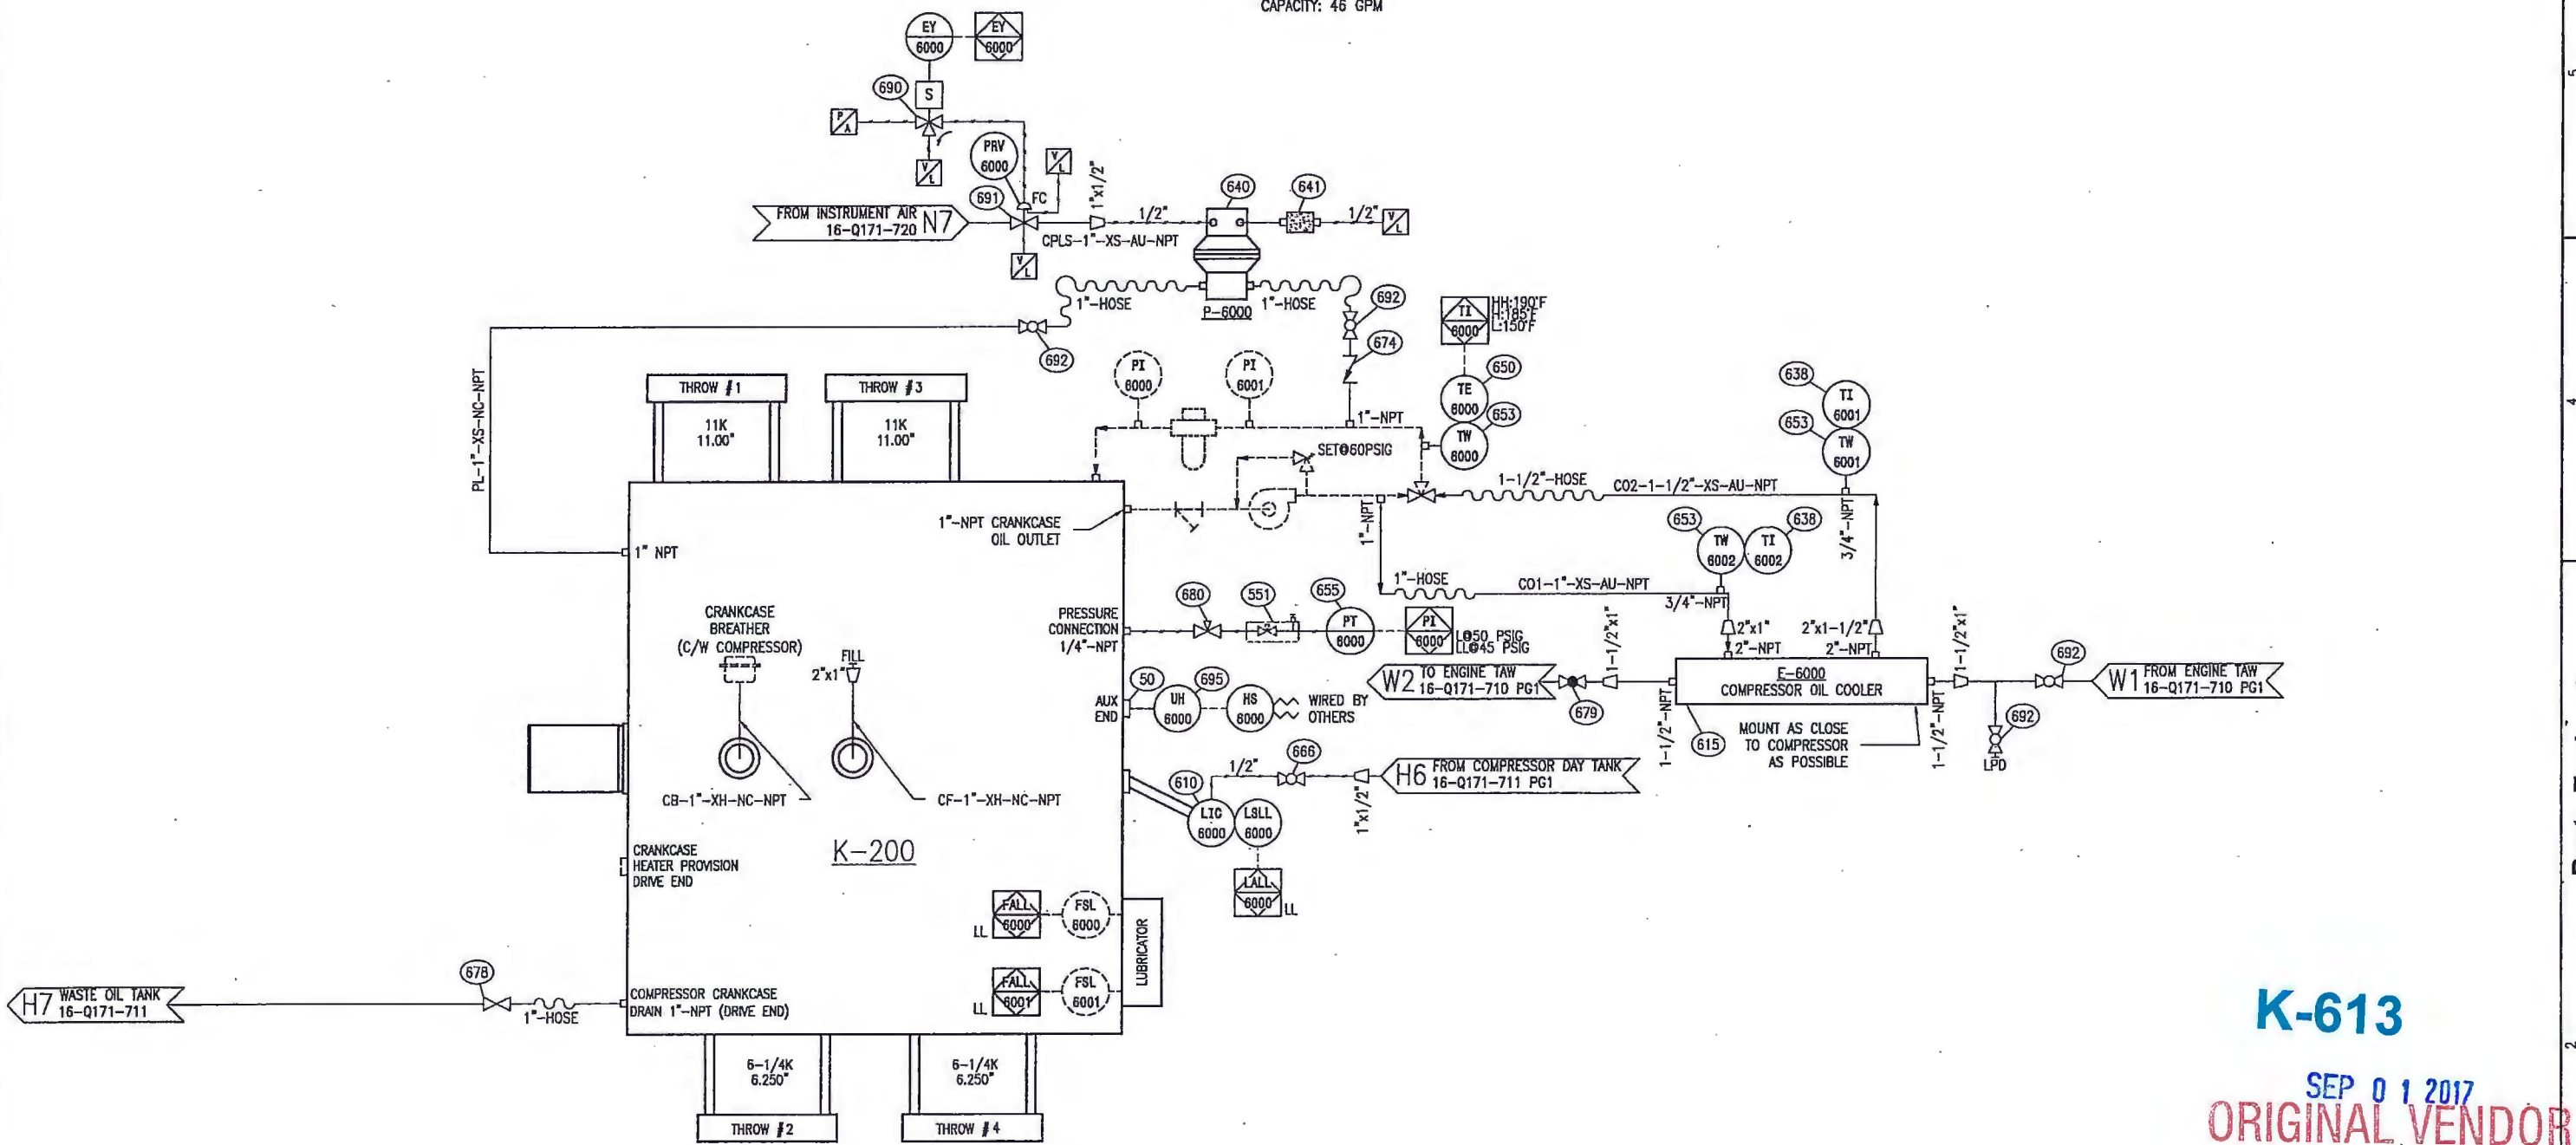 CAPACITY: 46 GPM
EY
6000
EY
6000
690
S
P/A
V/L
PRV
6000
V/L
691
FC
1"x1/2"
FROM INSTRUMENT AIR
16-Q171-720
N7
V/L
CPLS-1"-XS-AU-NPT
1/2"
640
641
1/2"
V/L
1"-HOSE
P-6000
1"-HOSE
692
692
674
TI
6000
HH:190°F
H:185°F
L:150°F
PL-1"-XS-NC-NPT
THROW #1
11K
11.00"
THROW #3
11K
11.00"
PI
6000
PI
6001
1"-NPT
TE
6000
650
TW
6000
653
638
TI
6001
653
TW
6001
SET@60PSIG
1-1/2"-HOSE
CO2-1-1/2"-XS-AU-NPT
3/4"-NPT
1"-NPT CRANKCASE
OIL OUTLET
1"-NPT
653
638
TW
6002
TI
6002
1" NPT
1"-HOSE
CO1-1"-XS-AU-NPT
3/4"-NPT
CRANKCASE
BREATHER
(C/W COMPRESSOR)
FILL
2"x1"
PRESSURE
CONNECTION
1/4"-NPT
680
551
655
PT
6000
PI
6000
L@50 PSIG
LL@45 PSIG
2"x1"
2"x1-1/2"
2"-NPT
2"-NPT
1-1/2"x1"
1-1/2"x1"
W2
TO ENGINE TAW
16-Q171-710 PG1
679
E-6000
COMPRESSOR OIL COOLER
692
W1
FROM ENGINE TAW
16-Q171-710 PG1
AUX
END
50
UH
6000
695
HS
6000
WIRED BY
OTHERS
1-1/2"-NPT
615
MOUNT AS CLOSE
TO COMPRESSOR
AS POSSIBLE
1-1/2"-NPT
692
LPD
CB-1"-XH-NC-NPT
CF-1"-XH-NC-NPT
610
1/2"
666
H6
FROM COMPRESSOR DAY TANK
16-Q171-711 PG1
1"x1/2"
LIC
6000
LSLL
6000
LALL
6000
LL
CRANKCASE
HEATER PROVISION
DRIVE END
K-200
FALL
6000
LL
FSL
6000
LUBRICATOR
FALL
6001
LL
FSL
6001
H7
WASTE OIL TANK
16-Q171-711
678
1"-HOSE
COMPRESSOR CRANKCASE
DRAIN 1"-NPT (DRIVE END)
6-1/4K
6.250"
THROW #2
6-1/4K
6.250"
THROW #4
5
4
2
K-613
SEP 0 1 2017
ORIGINAL VENDOR